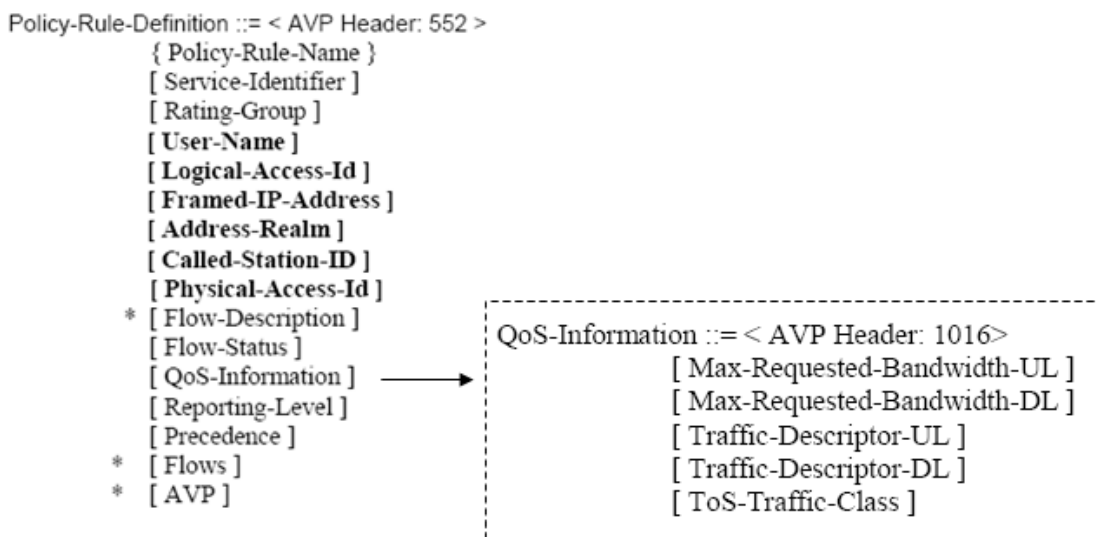 Policy-Rule-Definition ::= < AVP Header: 552 >
{ Policy-Rule-Name }
[ Service-Identifier ]
[ Rating-Group ]
[ User-Name ]
[ Logical-Access-Id ]
[ Framed-IP-Address ]
[ Address-Realm ]
[ Called-Station-ID ]
[ Physical-Access-Id ]
* [ Flow-Description ]
[ Flow-Status ]
[ QoS-Information ]
[ Reporting-Level ]
[ Precedence ]
* [ Flows ]
* [ AVP ]
QoS-Information ::= < AVP Header: 1016>
[ Max-Requested-Bandwidth-UL ]
[ Max-Requested-Bandwidth-DL ]
[ Traffic-Descriptor-UL ]
[ Traffic-Descriptor-DL ]
[ ToS-Traffic-Class ]